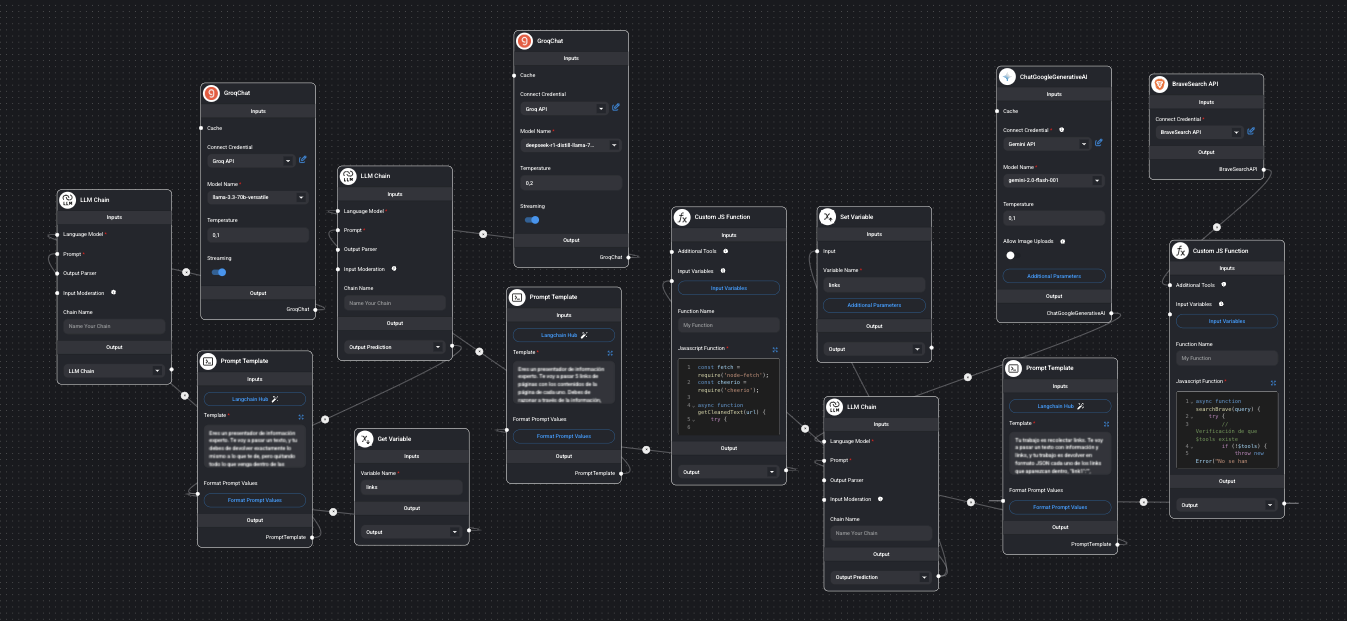 LLM Chain
Inputs
Language Model *
Prompt *
Output Parser
Input Moderation
Chain Name
Name Your Chain
Output
LLM Chain
GroqChat
Inputs
Cache
Connect Credential
Groq API
Model Name *
llama-3.3-70b-versatile
Temperature
0,1
Streaming
Output
GroqChat
Prompt Template
Inputs
Langchain Hub
Template *
Eres un presentador de información
experto. Te voy a pasar un texto, y tu
debes de devolver exactamente lo
mismo a lo que te de, pero quitando
todo lo que venga dentro de las
Format Prompt Values
Format Prompt Values
Output
PromptTemplate
LLM Chain
Inputs
Language Model *
Prompt *
Output Parser
Input Moderation
Chain Name
Name Your Chain
Output
Output Prediction
Get Variable
Inputs
Variable Name *
links
Output
Output
GroqChat
Inputs
Cache
Connect Credential
Groq API
Model Name *
deepseek-r1-distill-llama-7...
Temperature
0,2
Streaming
Output
GroqChat
Prompt Template
Inputs
Langchain Hub
Template *
Eres un presentador de información
experto. Te voy a pasar 5 links de
páginas con los contenidos de la
página de cada uno. Debes de
razonar a través de la información,
Format Prompt Values
Format Prompt Values
Output
PromptTemplate
Custom JS Function
Inputs
Additional Tools
Input Variables
Input Variables
Function Name
My Function
Javascript Function *
1 const fetch =
require('node-fetch');
2 const cheerio =
require('cheerio');
3
4 async function
getCleanedText(url) {
5 try {
6
Output
Output
Set Variable
Inputs
Input
Variable Name *
links
Additional Parameters
Output
Output
LLM Chain
Inputs
Language Model *
Prompt *
Output Parser
Input Moderation
Chain Name
Name Your Chain
Output
Output Prediction
ChatGoogleGenerativeAI
Inputs
Cache
Connect Credential
Gemini API
Model Name *
gemini-2.0-flash-001
Temperature
0,1
Allow Image Uploads
Additional Parameters
Output
ChatGoogleGenerativeAI
Prompt Template
Inputs
Langchain Hub
Template *
Tu trabajo es recolectar links. Te voy
a pasar un texto con información y
links, y tu trabajo es devolver en
formato JSON cada uno de los links
que aparezcan dentro, "link1":"",
Format Prompt Values
Format Prompt Values
Output
PromptTemplate
BraveSearch API
Inputs
Connect Credential *
BraveSearch API
Output
BraveSearchAPI
Custom JS Function
Inputs
Additional Tools
Input Variables
Input Variables
Function Name
My Function
Javascript Function *
1 async function
searchBrave(query) {
2 try {
3 //
Verificación de que
$tools existe
4 if (!$tools) {
5 throw new
Error("No se han
Output
Output